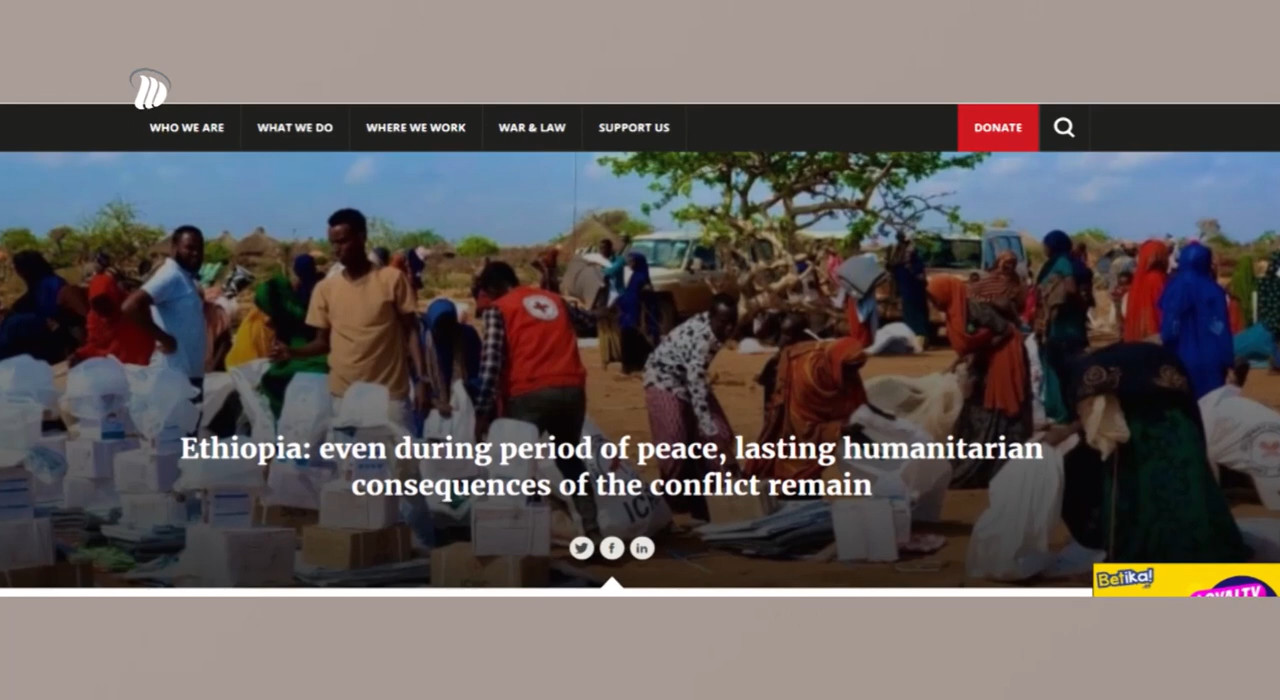 WHO WE ARE WHAT WE DO WHERE WE WORK WAR & LAW SUPPORT US DONATE
Ethiopia: even during period of peace, lasting humanitarian
consequences of the conflict remain
Betika!